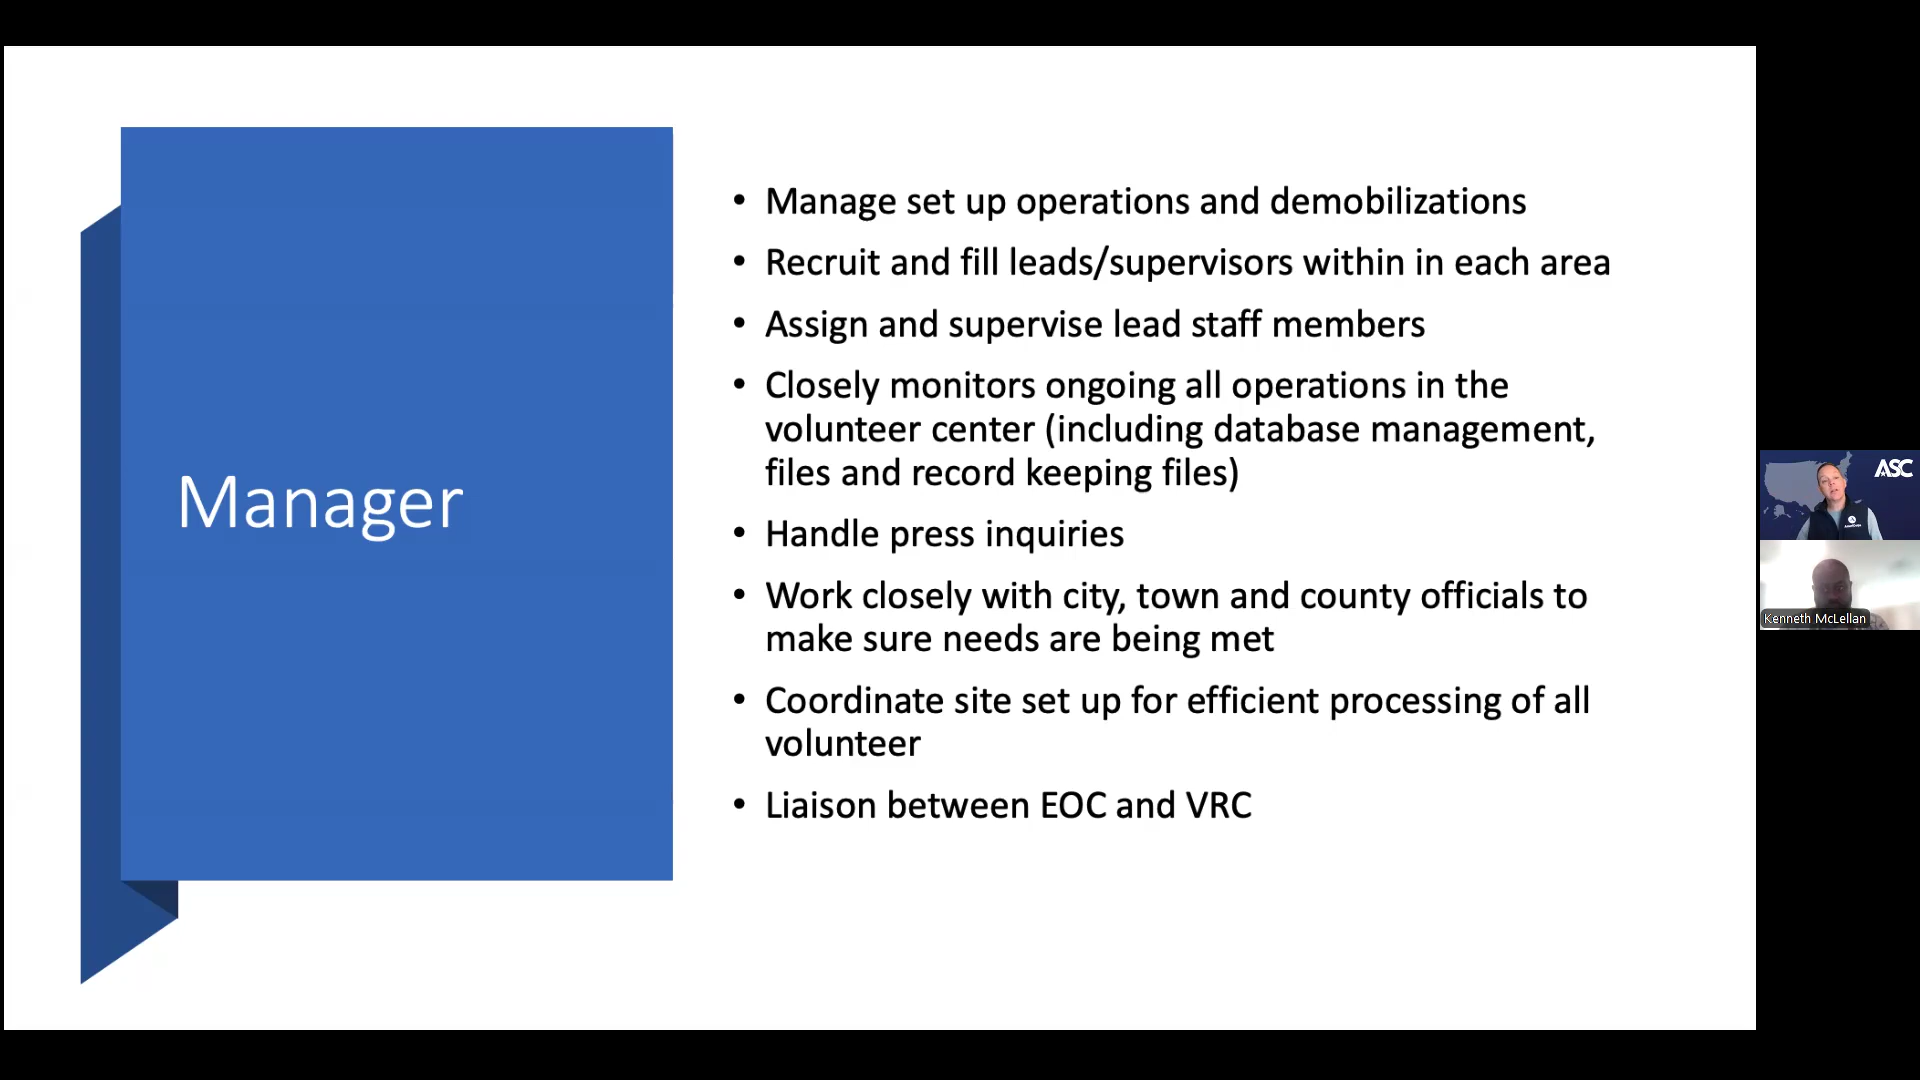 Manager
• Manage set up operations and demobilizations
• Recruit and fill leads/supervisors within in each area
• Assign and supervise lead staff members
• Closely monitors ongoing all operations in the
volunteer center (including database management,
files and record keeping files)
• Handle press inquiries
• Work closely with city, town and county officials to
make sure needs are being met
• Coordinate site set up for efficient processing of all
volunteer
• Liaison between EOC and VRC
ASC
Kenneth McLellan